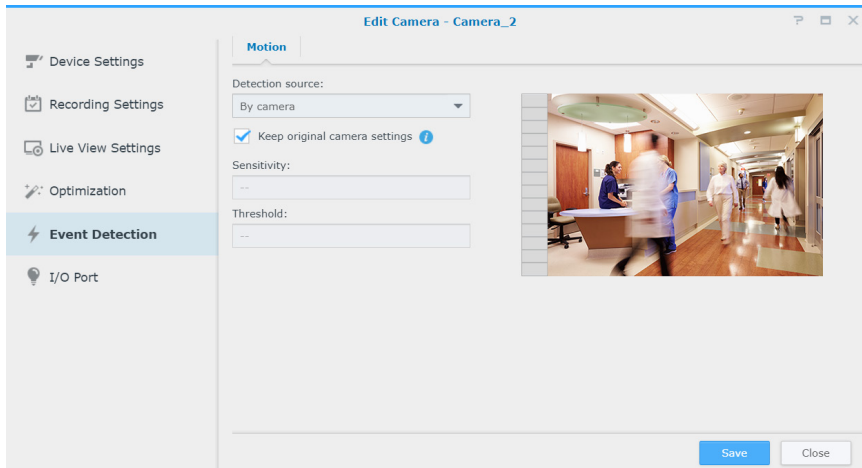 Edit Camera - Camera_2
Device Settings
Recording Settings
Live View Settings
Optimization
Event Detection
I/O Port
Motion
Detection source:
By camera
Keep original camera settings
Sensitivity:
--
Threshold:
--
Save
Close